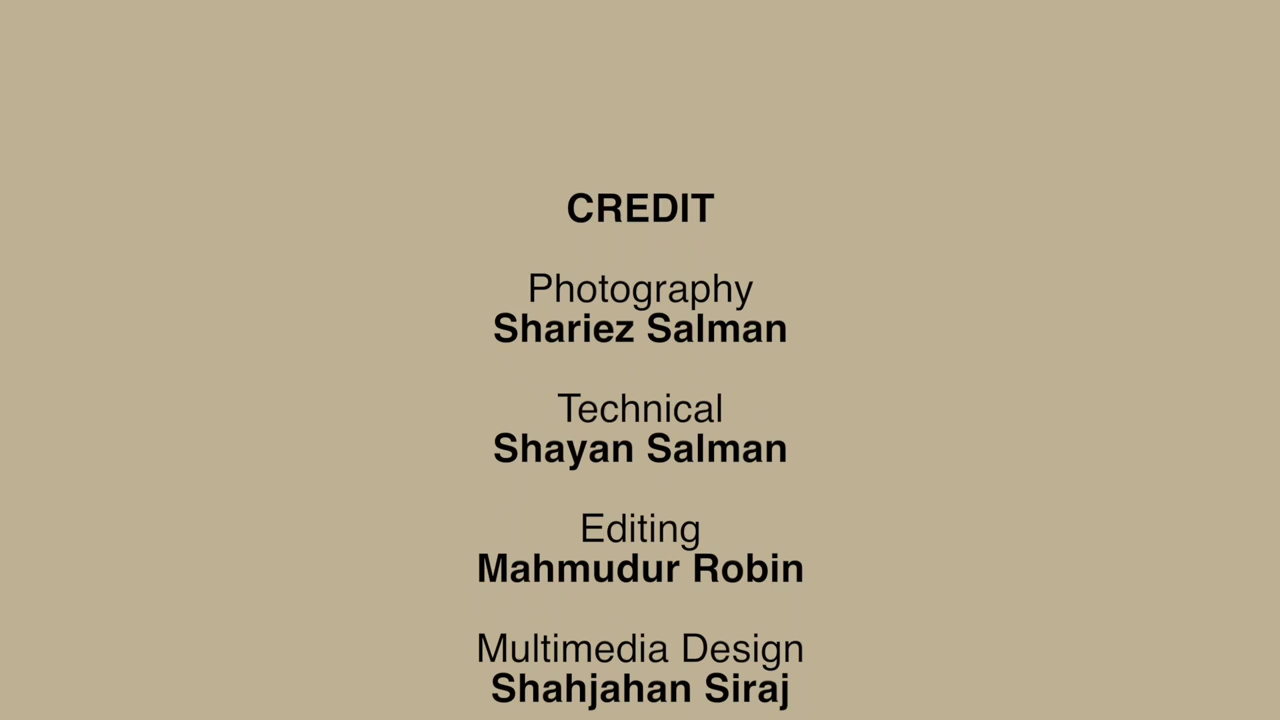 CREDIT
Photography
Shariez Salman
Technical
Shayan Salman
Editing
Mahmudur Robin
Multimedia Design
Shahjahan Siraj